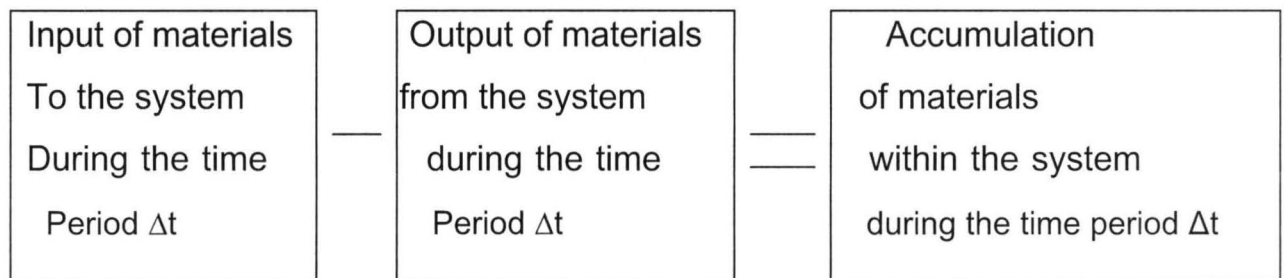 Input of materials
To the system
During the time
Period Δt
Output of materials
from the system
during the time
Period Δt
Accumulation
of materials
within the system
during the time period Δt